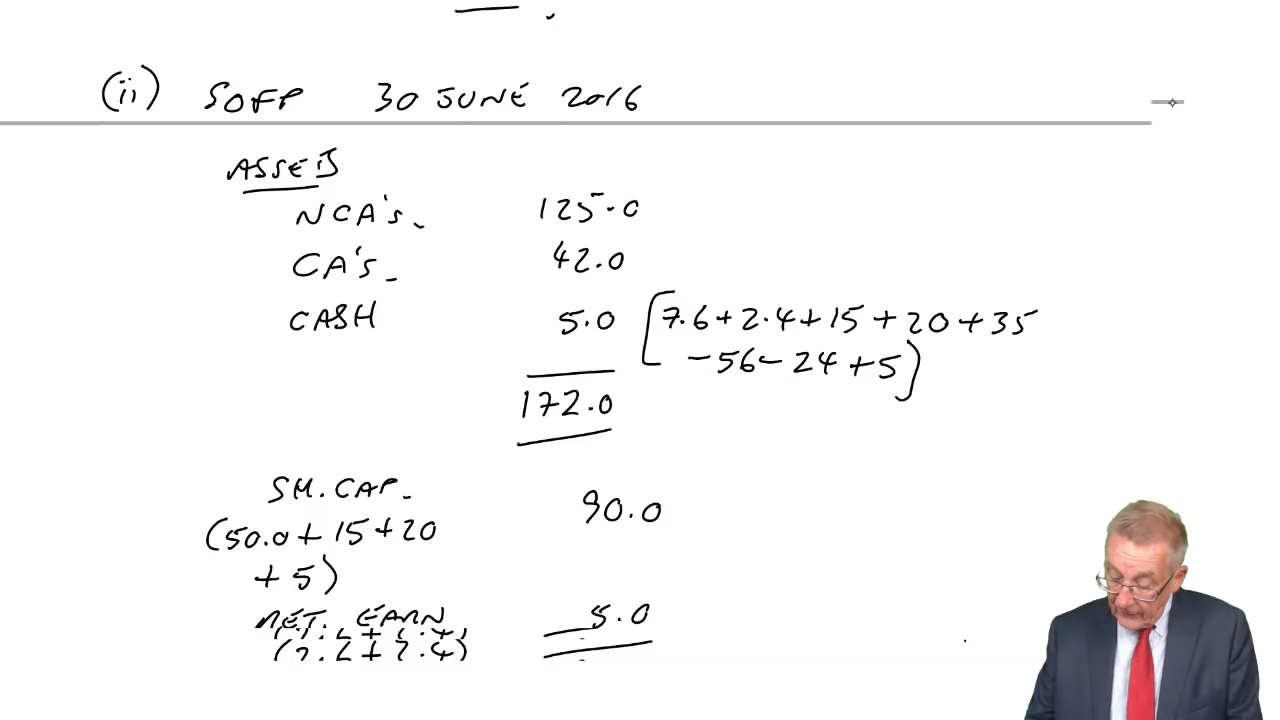 (ii) SOFP 30 JUNE 2016
ASSETS
NCA's. 125.0
CA's. 42.0
CASH 5.0 [7.6+2.4+15+20+35
-56-24+5)
172.0
SH. CAP. 90.0
(50.0+15+20
+5)
RET. EARN 5.0